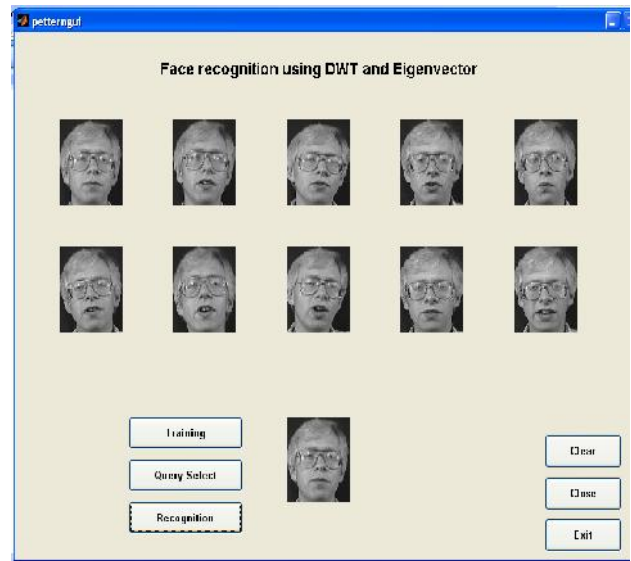 petterngui
Face recognition using DWT and Eigenvector
Training
Query Select
Recognition
Clear
Close
Exit